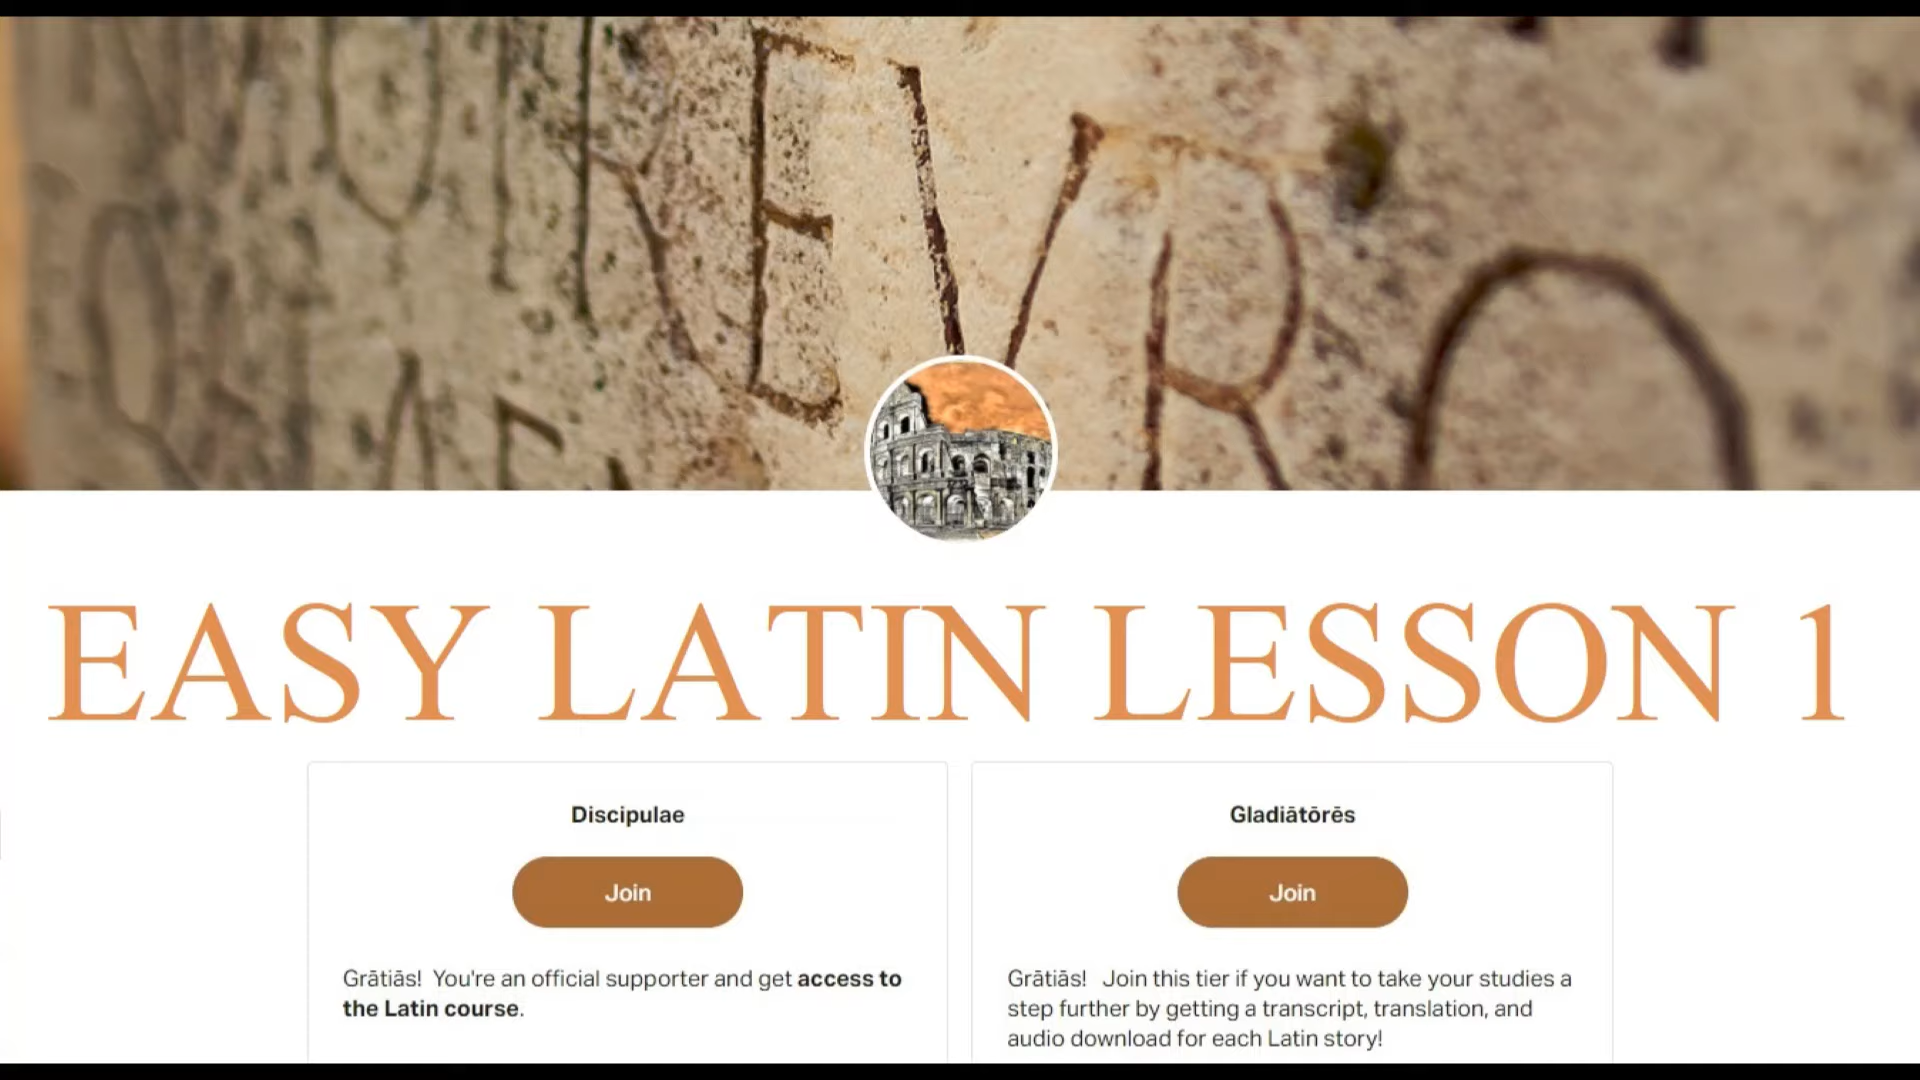 EVRO
EASY LATIN LESSON 1
Discipulae
Join
Grātiās! You're an official supporter and get access to
the Latin course.
Gladiātōrēs
Join
Grātiās! Join this tier if you want to take your studies a
step further by getting a transcript, translation, and
audio download for each Latin story!